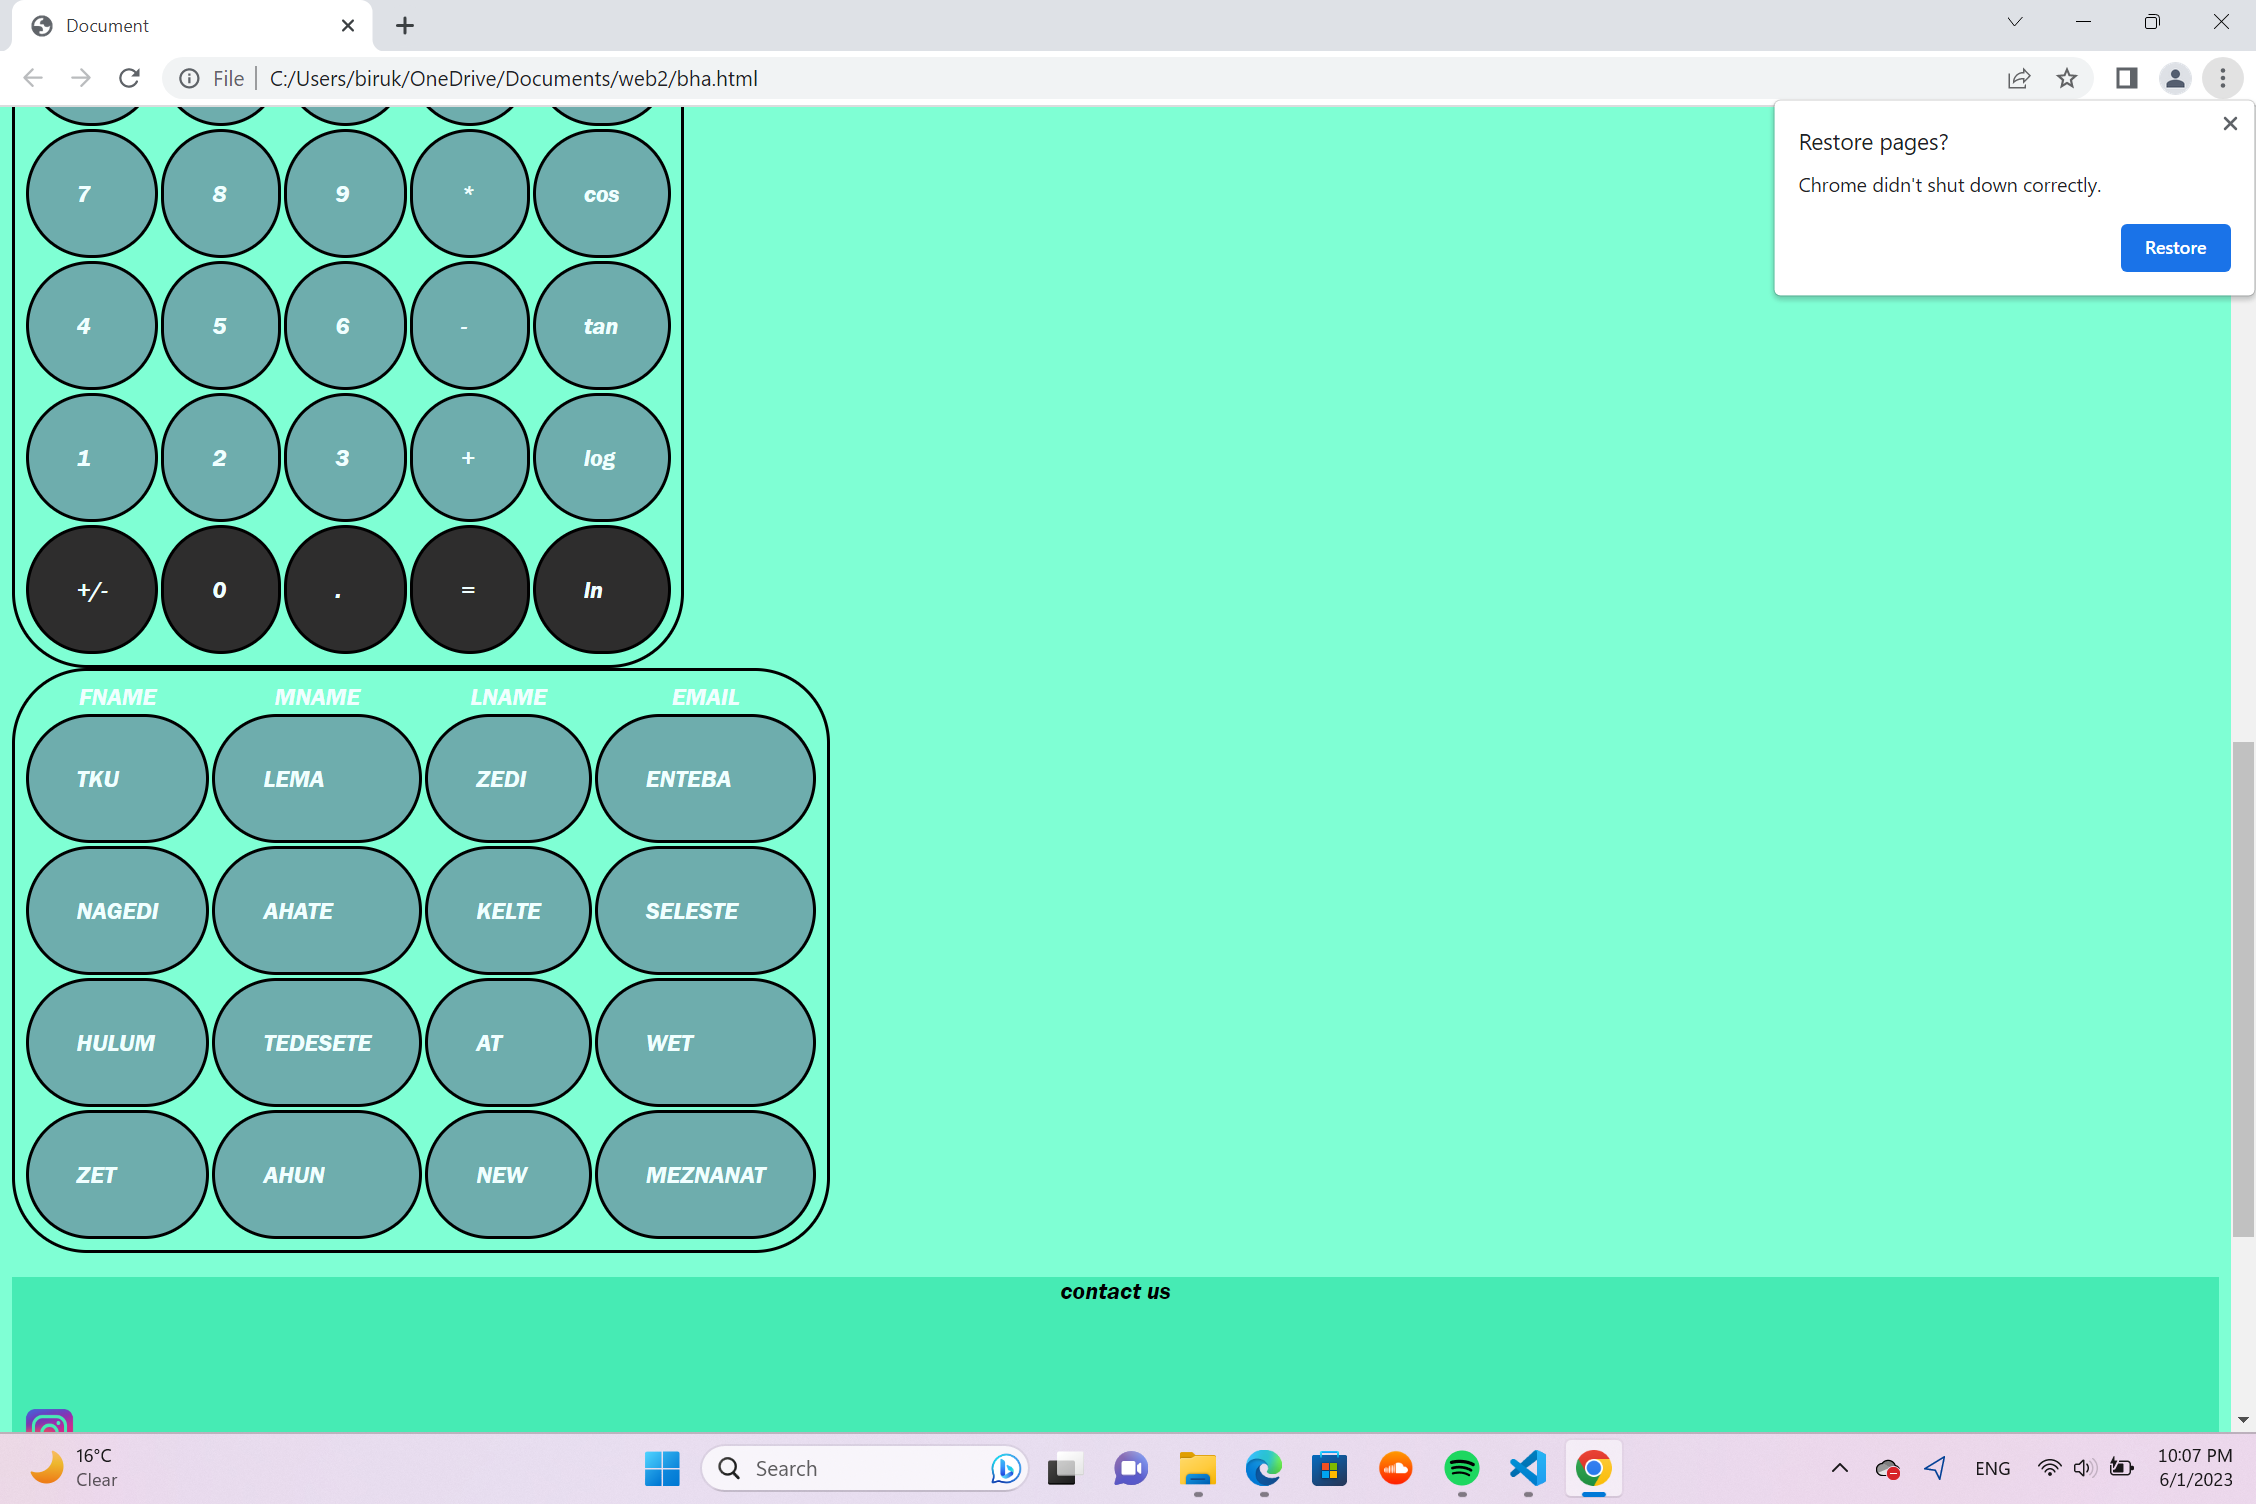 Document
File C:/Users/biruk/OneDrive/Documents/web2/bha.html
Restore pages?
Chrome didn't shut down correctly.
Restore
7 8 9 * cos
4 5 6 - tan
1 2 3 + log
+/- 0 . = ln
FNAME MNAME LNAME EMAIL
TKU LEMA ZEDI ENTEBA
NAGEDI AHATE KELTE SELESTE
HULUM TEDESETE AT WET
ZET AHUN NEW MEZNANAT
contact us
16°C
Clear
Search
ENG
10:07 PM
6/1/2023